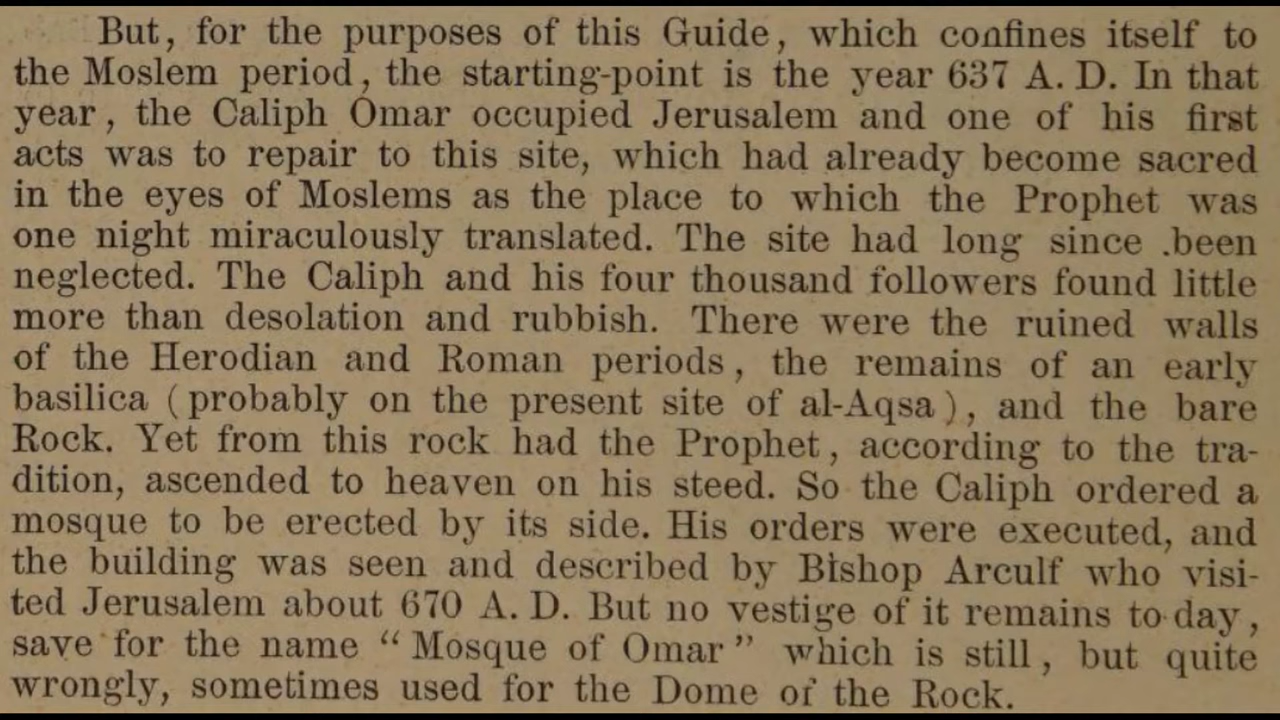 But, for the purposes of this Guide, which confines itself to
the Moslem period, the starting-point is the year 637 A. D. In that
year, the Caliph Omar occupied Jerusalem and one of his first
acts was to repair to this site, which had already become sacred
in the eyes of Moslems as the place to which the Prophet was
one night miraculously translated. The site had long since been
neglected. The Caliph and his four thousand followers found little
more than desolation and rubbish. There were the ruined walls
of the Herodian and Roman periods, the remains of an early
basilica (probably on the present site of al-Aqsa), and the bare
Rock. Yet from this rock had the Prophet, according to the tra-
dition, ascended to heaven on his steed. So the Caliph ordered a
mosque to be erected by its side. His orders were executed, and
the building was seen and described by Bishop Arculf who visi-
ted Jerusalem about 670 A. D. But no vestige of it remains to-day,
save for the name “Mosque of Omar” which is still, but quite
wrongly, sometimes used for the Dome of the Rock.